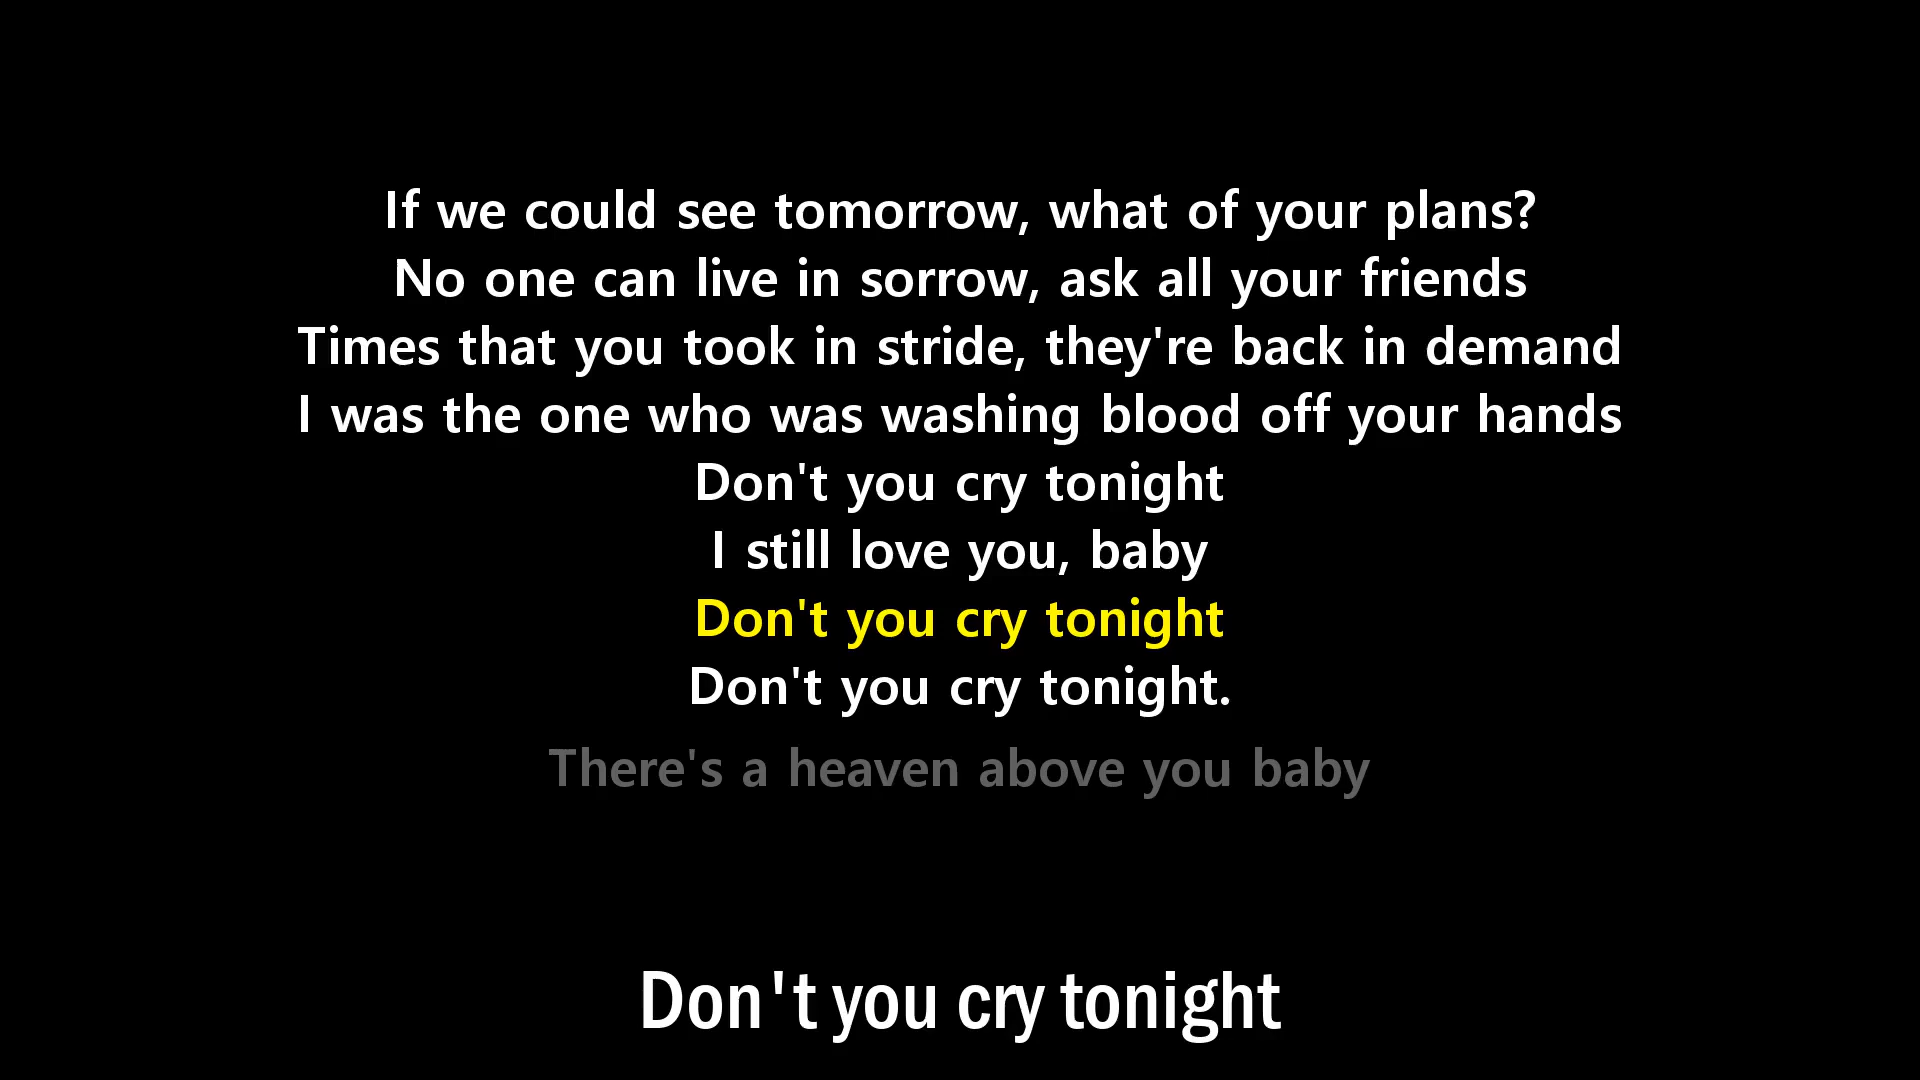 If we could see tomorrow, what of your plans?
No one can live in sorrow, ask all your friends
Times that you took in stride, they're back in demand
I was the one who was washing blood off your hands
Don't you cry tonight
I still love you, baby
Don't you cry tonight
Don't you cry tonight.
There's a heaven above you baby
Don't you cry tonight